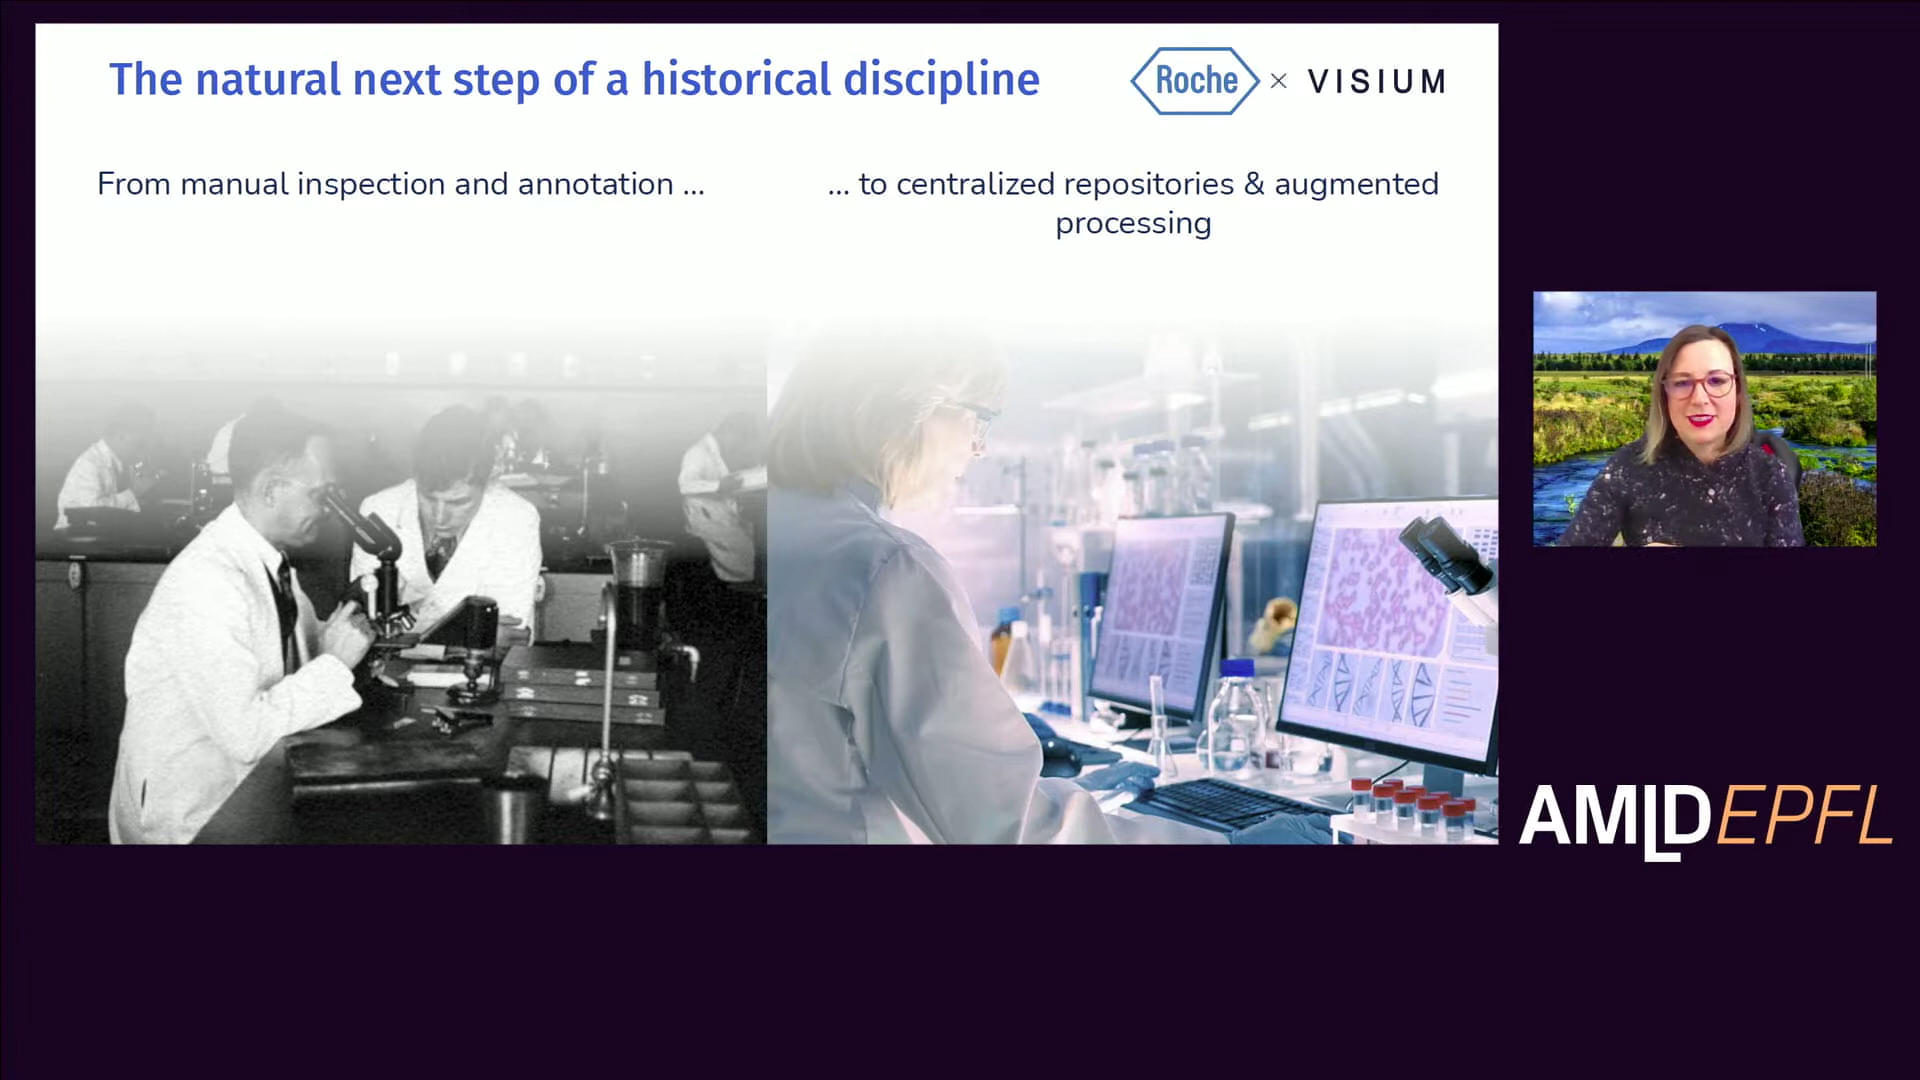 The natural next step of a historical discipline
Roche × VISIUM
From manual inspection and annotation ...
... to centralized repositories & augmented
processing
AMLD EPFL